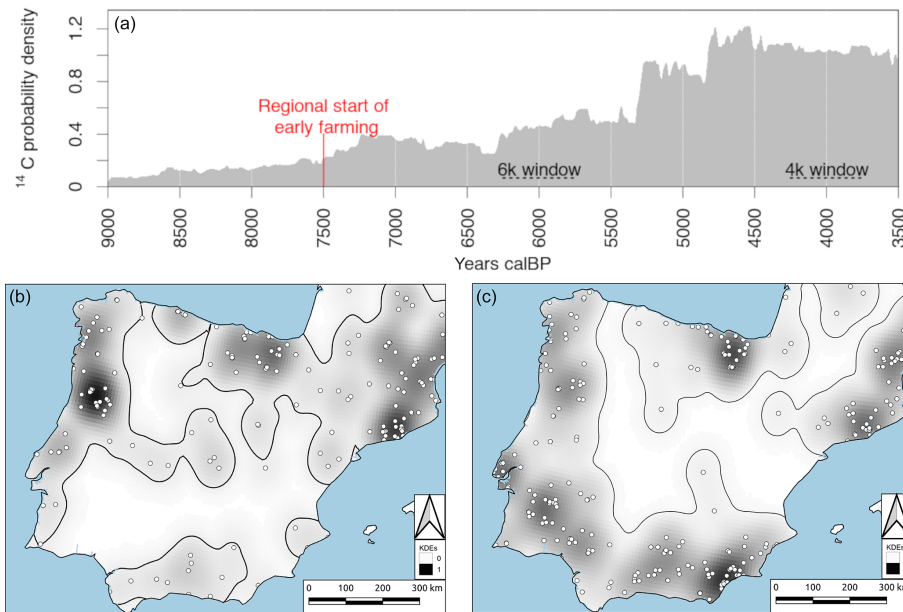 (a)
14C probability density
1.2
0.8
0.4
0
Regional start of
early farming
6k window
4k window
9000
8500
8000
7500
7000
6500
6000
5500
5000
4500
4000
3500
Years calBP
(b)
KDEs
0
1
0 100 200 300 km
(c)
KDEs
0
1
0 100 200 300 km